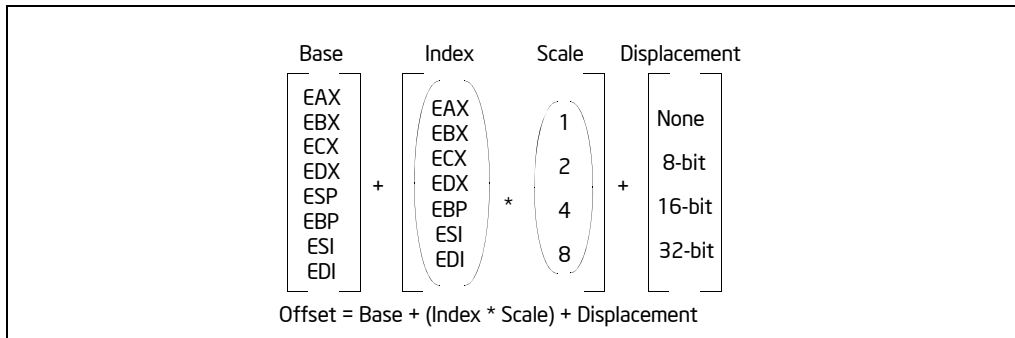 Base Index Scale Displacement
EAX
EBX
ECX
EDX
ESP
EBP
ESI
EDI
+
EAX
EBX
ECX
EDX
EBP
ESI
EDI
*
1
2
4
8
+
None
8-bit
16-bit
32-bit
Offset = Base + (Index * Scale) + Displacement